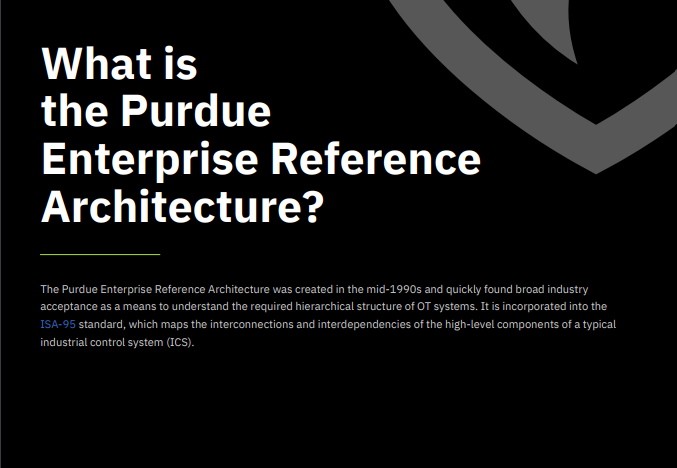 What is
the Purdue
Enterprise Reference
Architecture?
The Purdue Enterprise Reference Architecture was created in the mid-1990s and quickly found broad industry
acceptance as a means to understand the required hierarchical structure of OT systems. It is incorporated into the
ISA-95 standard, which maps the interconnections and interdependencies of the high-level components of a typical
industrial control system (ICS).